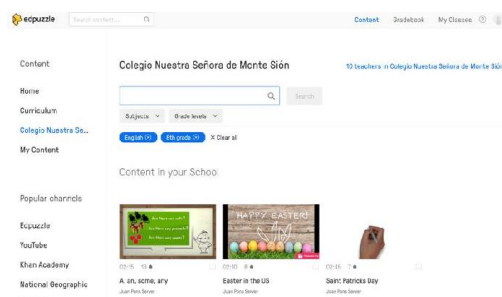 edpuzzle
Search content...
Content
Gradebook
My Classes
Content
Home
Curriculum
Colegio Nuestra Se...
My Content
Popular channels
Edpuzzle
YouTube
Khan Academy
National Geographic
Colegio Nuestra Señora de Monte Sión
10 teachers in Colegio Nuestra Señora de Monte Sión
Search
Subjects
Grade levels
English
8th grade
X Clear all
Content in your School
HAPPY EASTER!
02:15
A, an, some, any
Juan Pons Server
Easter in the US
Juan Pons Server
Saint Patricks Day
Juan Pons Server